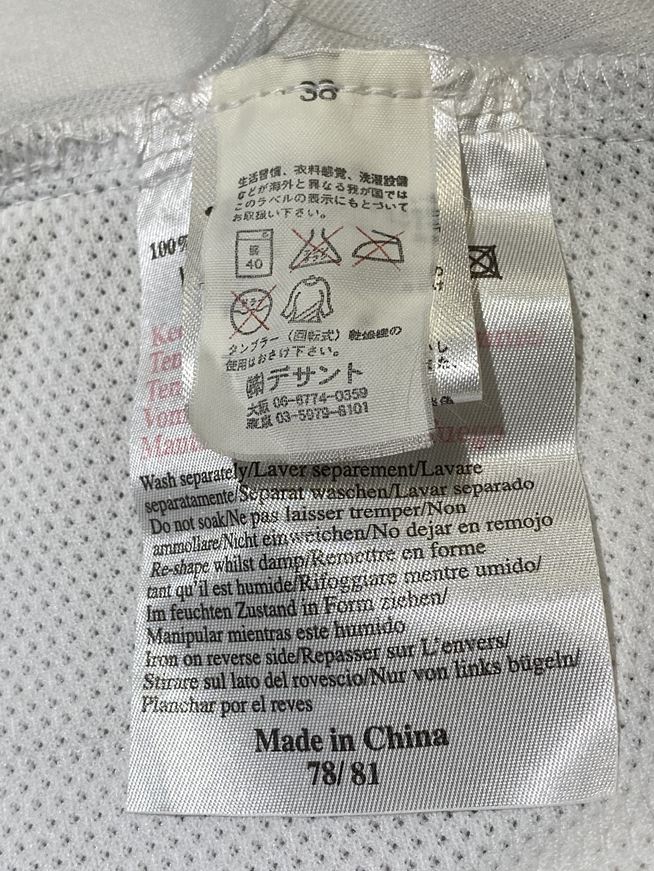 38
生活習慣、衣料感覚、洗濯設備
などが海外と異なる我が国では
このラベルの表示にもとづいて
お取扱い下さい。
40
タンブラー（回転式）乾燥機の
使用はおさけ下さい。
㈱デサント
大阪 06-6774-0359
東京 03-5979-6101
100%
Wash separately/Laver separement/Lavare
separatamente/Separat waschen/Lavar separado
Do not soak/Ne pas laisser tremper/Non
ammollare/Nicht einweichen/No dejar en remojo
Re-shape whilst damp/Remettre en forme
tant qu'il est humide/Rifoggiare mentre umido/
Im feuchten Zustand in Form ziehen/
Manipular mientras este humido
Iron on reverse side/Repasser sur L'envers/
Stirare sul lato del rovescio/Nur von links bügeln/
Planchar por el reves
Made in China
78/ 81